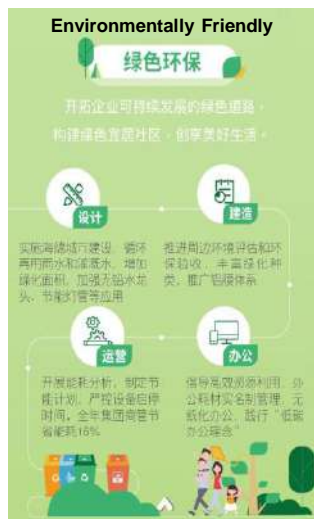 Environmentally Friendly
绿色环保
开拓企业可持续发展的绿色道路，
构建绿色宜居社区，创享美好生活。
设计
建造
实施海绵城市建设，循环
再用雨水和灌溉水，增加
绿化面积，加强无铅水龙
头、节能灯管等应用
推进周边环境评估和环
保验收，丰富绿化种
类，推广铝膜体系
运营
办公
开展能耗分析，制定节
能计划，严控设备启停
时间，全年集团商管节
省能耗16%
倡导高效资源利用，办
公耗材实名制管理，无
纸化办公，践行“低碳
办公理念”